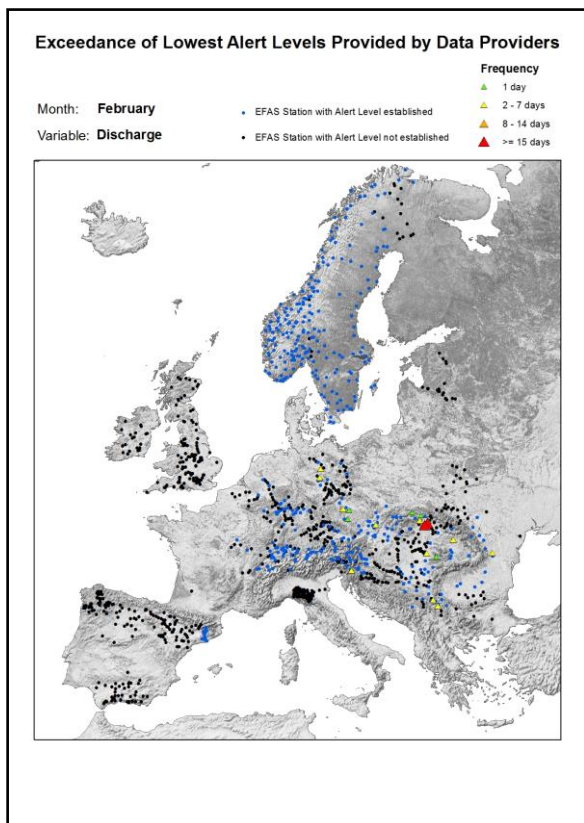 Exceedance of Lowest Alert Levels Provided by Data Providers
Frequency
1 day
2 - 7 days
8 - 14 days
>= 15 days
Month: February
EFAS Station with Alert Level established
Variable: Discharge
EFAS Station with Alert Level not established